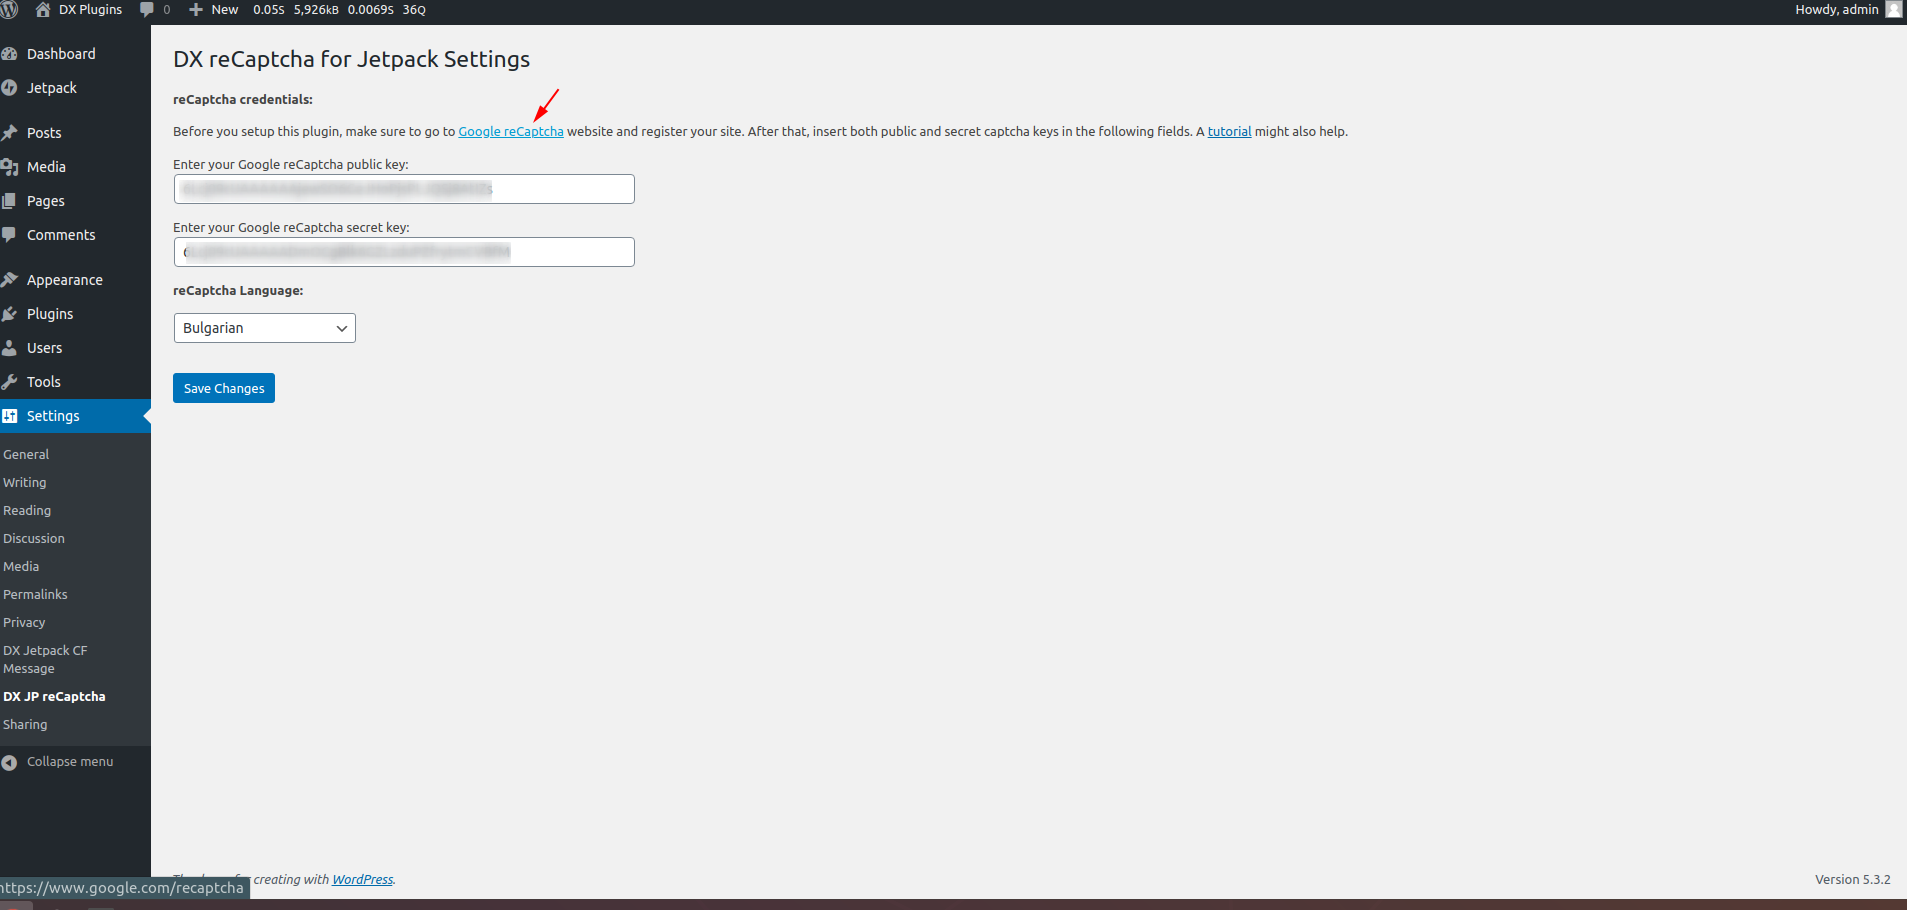 DX Plugins 0 New 0.05S 5,926KB 0.0069S 36Q Howdy, admin
Dashboard
Jetpack
Posts
Media
Pages
Comments
Appearance
Plugins
Users
Tools
Settings
General
Writing
Reading
Discussion
Media
Permalinks
Privacy
DX Jetpack CF
Message
DX JP reCaptcha
Sharing
Collapse menu
DX reCaptcha for Jetpack Settings
reCaptcha credentials:
Before you setup this plugin, make sure to go to Google reCaptcha website and register your site. After that, insert both public and secret captcha keys in the following fields. A tutorial might also help.
Enter your Google reCaptcha public key:
Enter your Google reCaptcha secret key:
reCaptcha Language:
Bulgarian
Save Changes
creating with WordPress.
Version 5.3.2
https://www.google.com/recaptcha